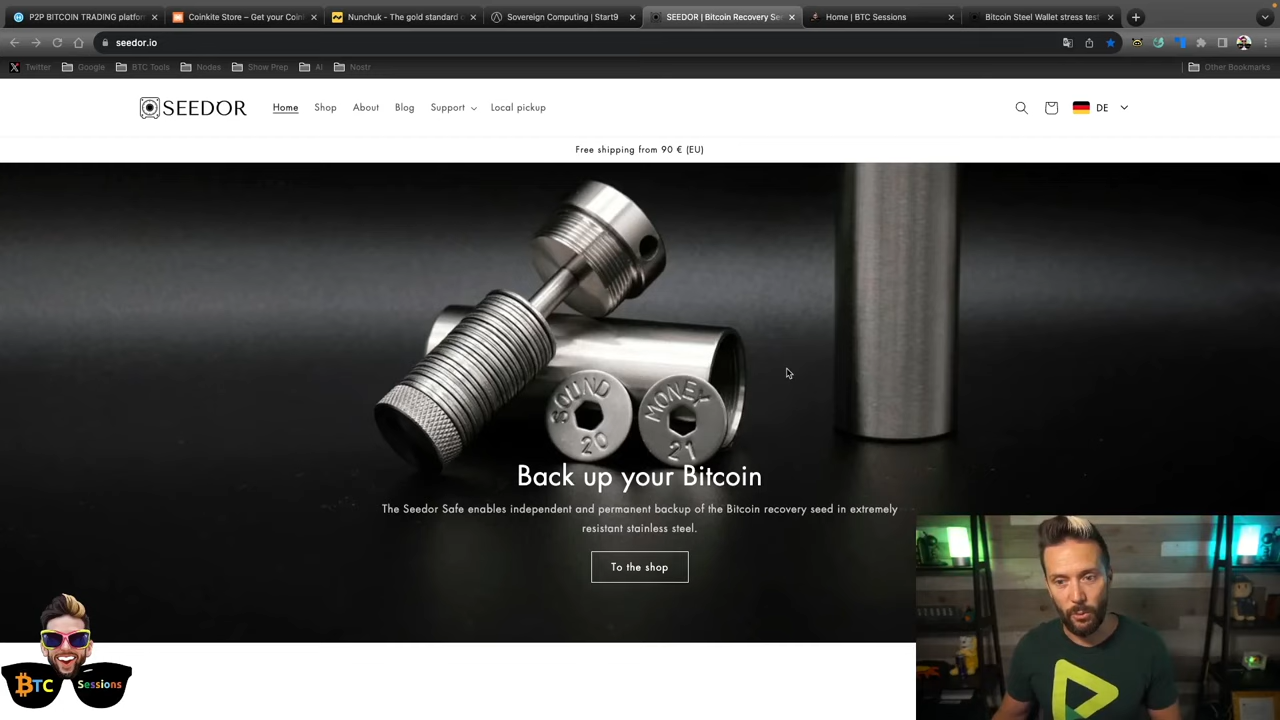 P2P BITCOIN TRADING platform
Coinkite Store – Get your Coin
Nunchuk - The gold standard o
Sovereign Computing | Start9
SEEDOR | Bitcoin Recovery Se
Home | BTC Sessions
Bitcoin Steel Wallet stress test
seedor.io
Twitter
Google
BTC Tools
Nodes
Show Prep
AI
Nostr
Other Bookmarks
SEEDOR
Home
Shop
About
Blog
Support
Local pickup
DE
Free shipping from 90 € (EU)
SOUND
20
MONEY
21
Back up your Bitcoin
The Seedor Safe enables independent and permanent backup of the Bitcoin recovery seed in extremely
resistant stainless steel.
To the shop
BTC Sessions